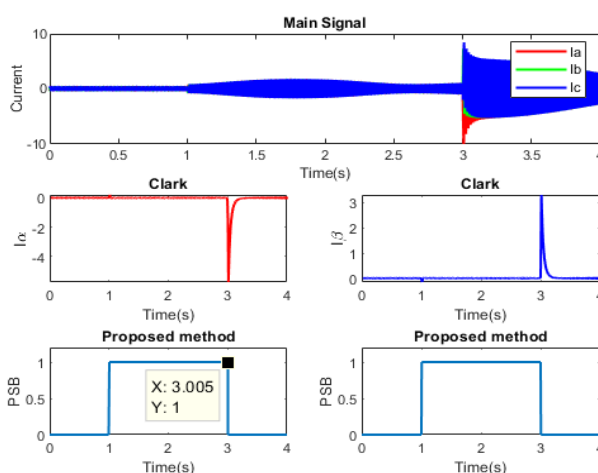 Main Signal
10
0
-10
Current
Ia
Ib
Ic
0 0.5 1 1.5 2 2.5 3 3.5 4
Time(s)
Clark
0
-2
-4
Iα
0 1 2 3 4
Time(s)
Clark
3
2
1
0
Iβ
0 1 2 3 4
Time(s)
Proposed method
1
0.5
0
PSB
X: 3.005
Y: 1
0 1 2 3 4
Time(s)
Proposed method
1
0.5
0
PSB
0 1 2 3 4
Time(s)